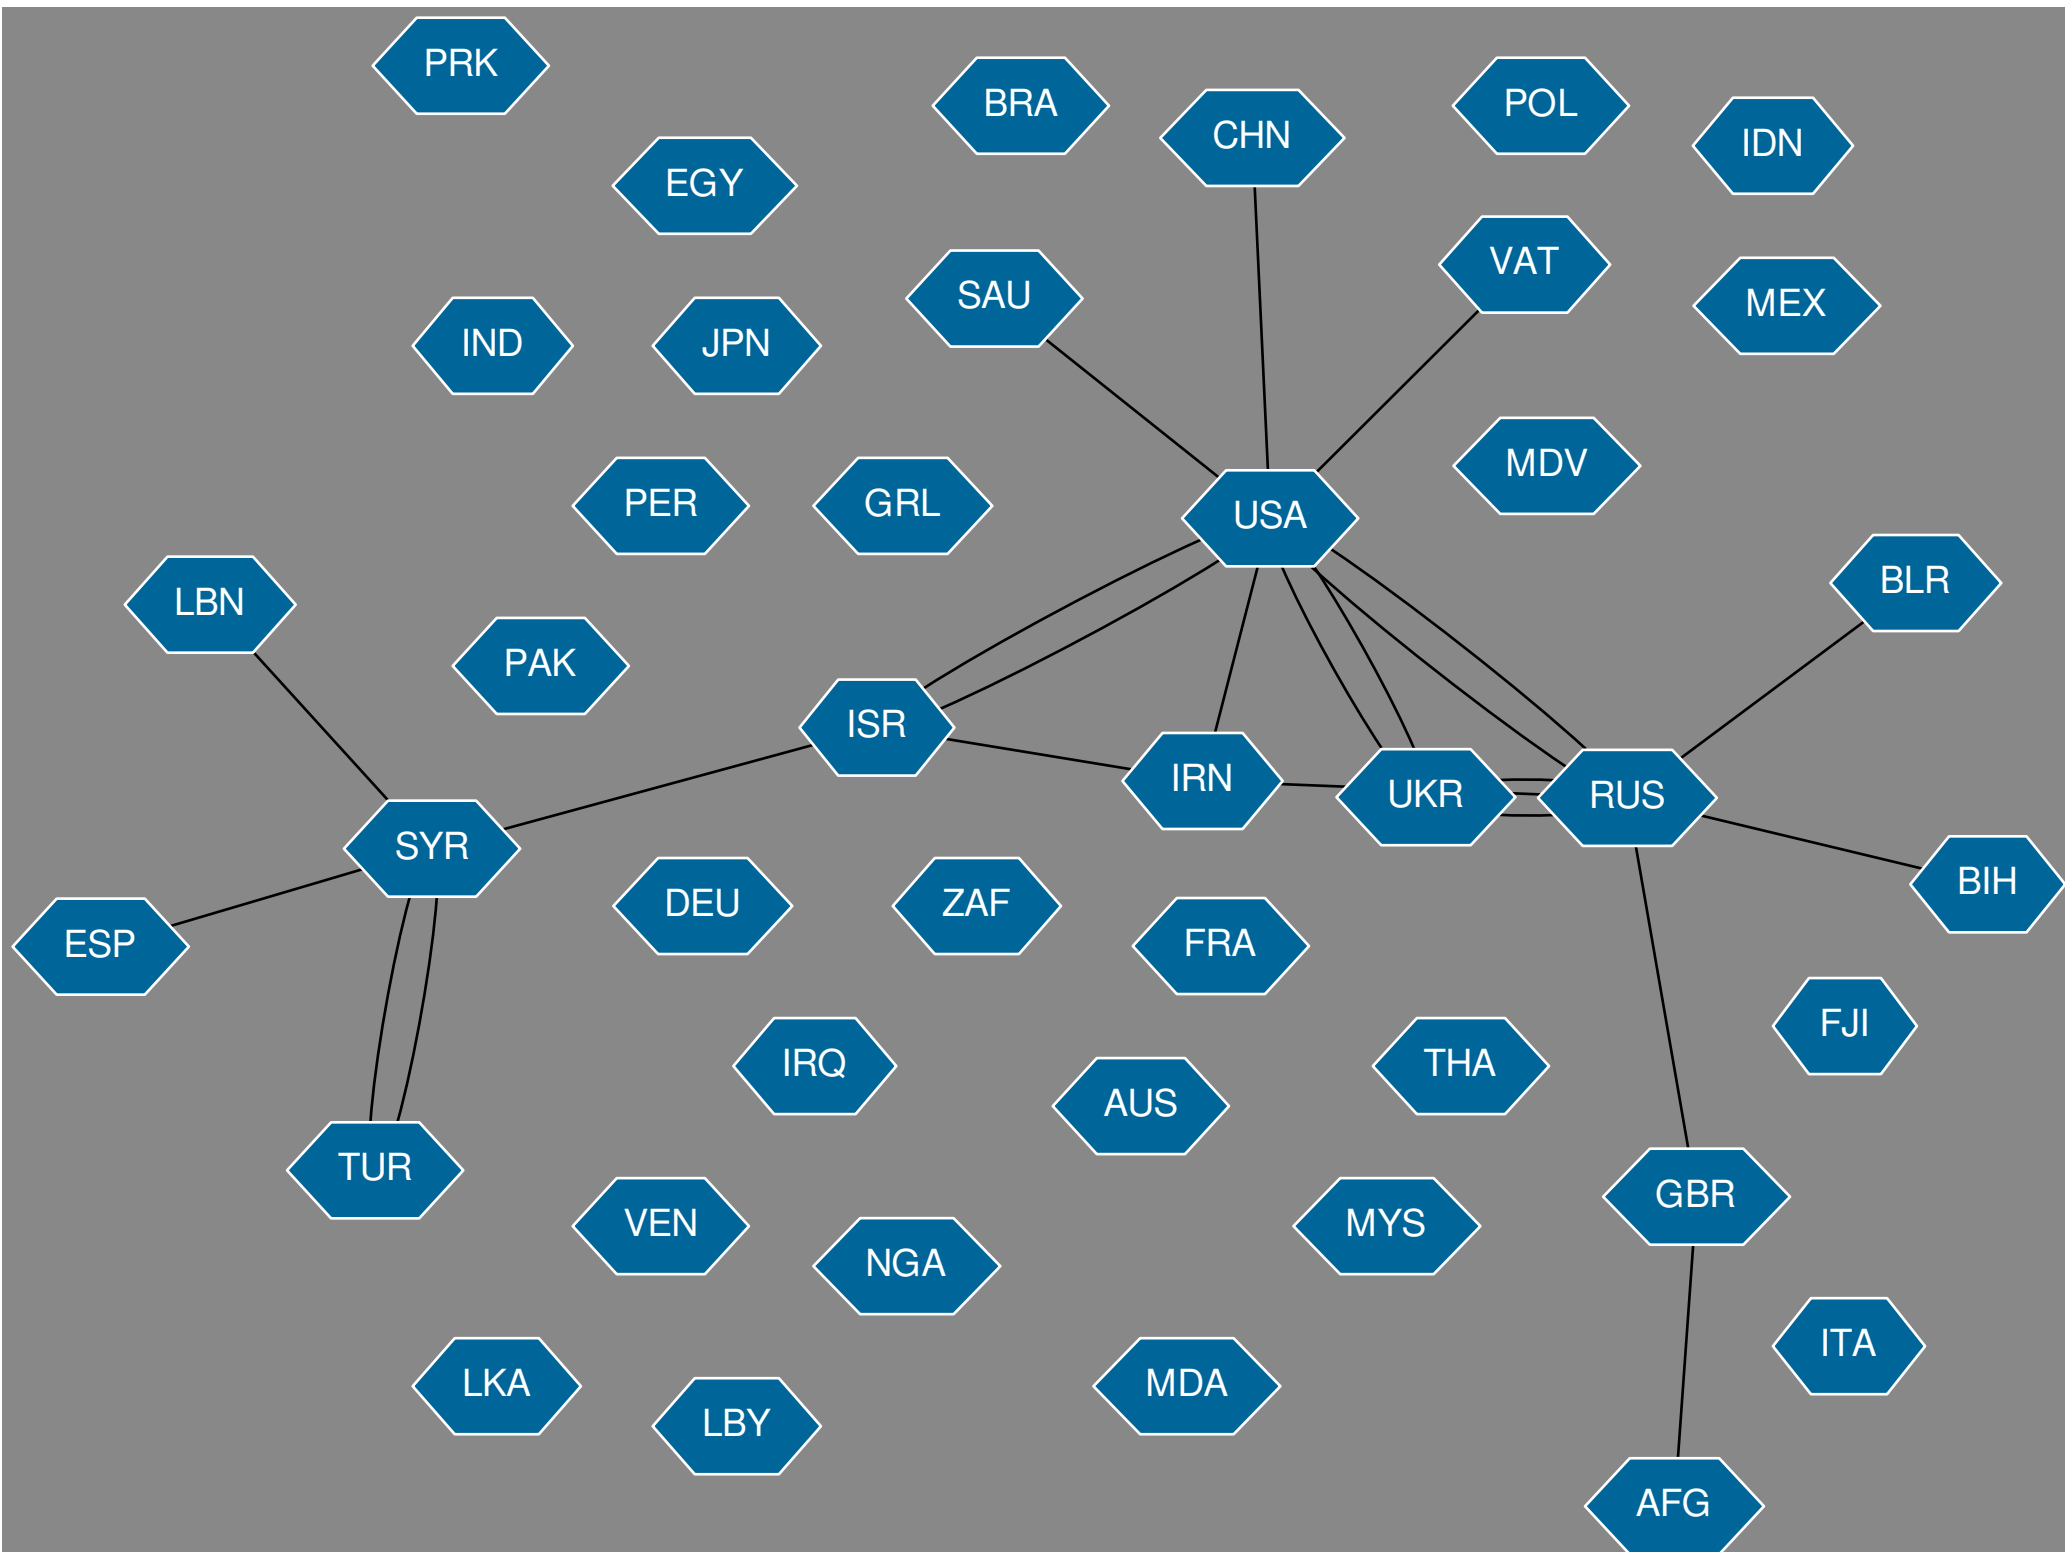 PRK
BRA
POL
CHN
IDN
EGY
VAT
SAU
MEX
IND
JPN
MDV
PER
GRL
USA
BLR
LBN
PAK
ISR
IRN
UKR
RUS
SYR
BIH
DEU
ZAF
ESP
FRA
FJI
IRQ
THA
AUS
TUR
GBR
VEN
MYS
NGA
ITA
LKA
MDA
LBY
AFG